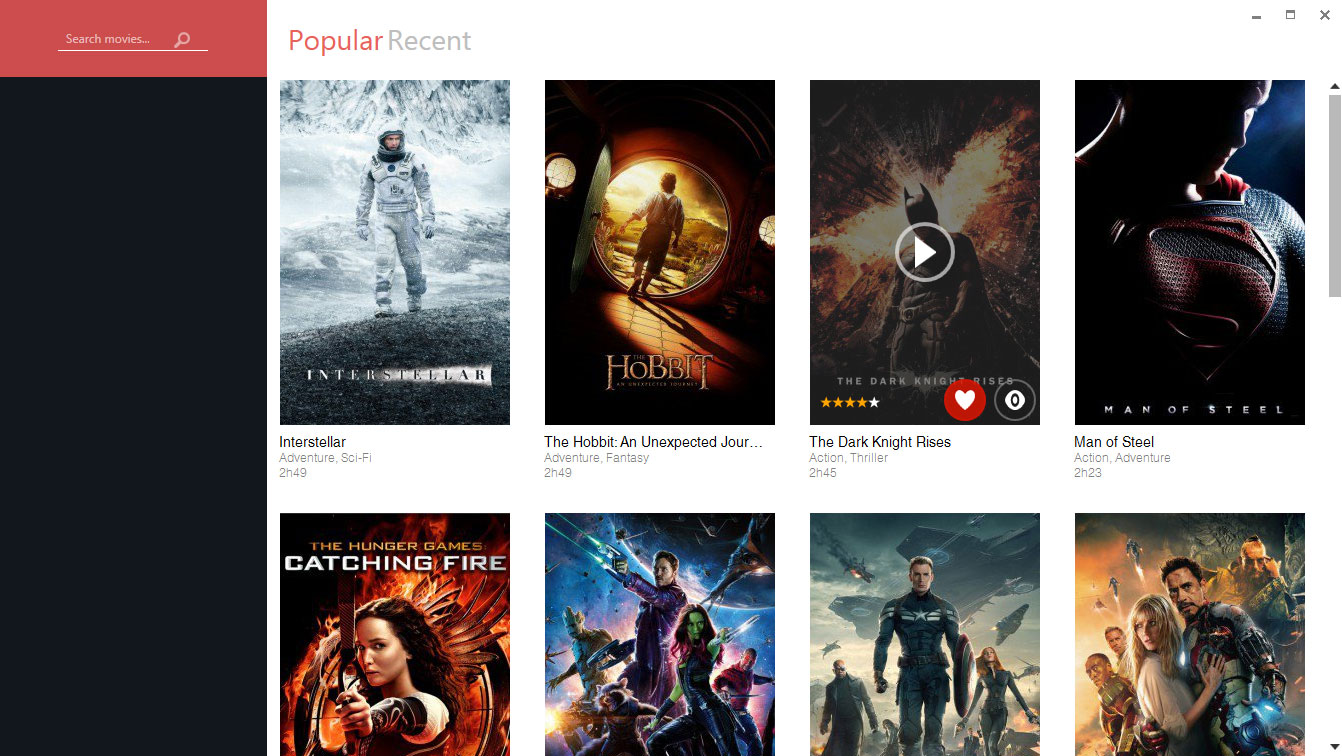 Search movies...
Popular Recent
INTERSTELLAR
THE
HOBBIT
AN UNEXPECTED JOURNEY
THE DARK KNIGHT RISES
MAN OF STEEL
Interstellar
Adventure, Sci-Fi
2h49
The Hobbit: An Unexpected Jour...
Adventure, Fantasy
2h49
The Dark Knight Rises
Action, Thriller
2h45
Man of Steel
Action, Adventure
2h23
THE HUNGER GAMES:
CATCHING FIRE